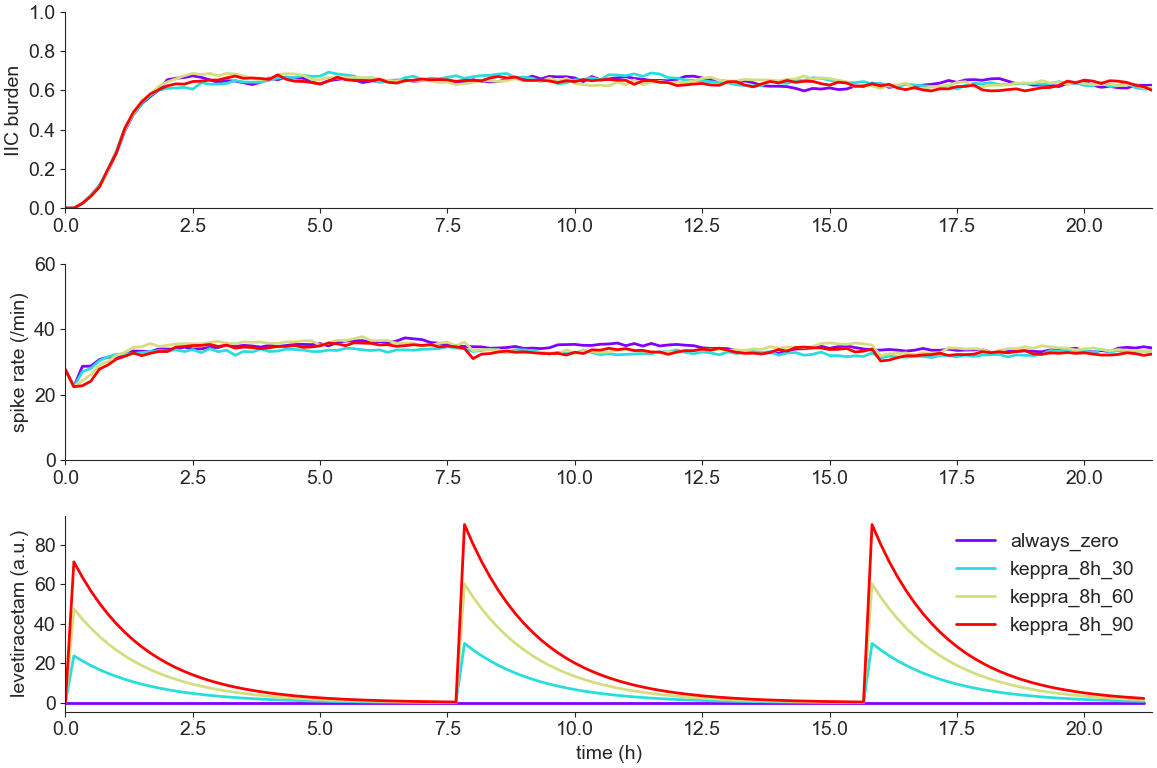 1.0
0.8
0.6
0.4
0.2
0.0
IIC burden
0.0 2.5 5.0 7.5 10.0 12.5 15.0 17.5 20.0
60
40
20
0
spike rate (/min)
0.0 2.5 5.0 7.5 10.0 12.5 15.0 17.5 20.0
80
60
40
20
0
levetiracetam (a.u.)
always_zero
keppra_8h_30
keppra_8h_60
keppra_8h_90
0.0 2.5 5.0 7.5 10.0 12.5 15.0 17.5 20.0
time (h)